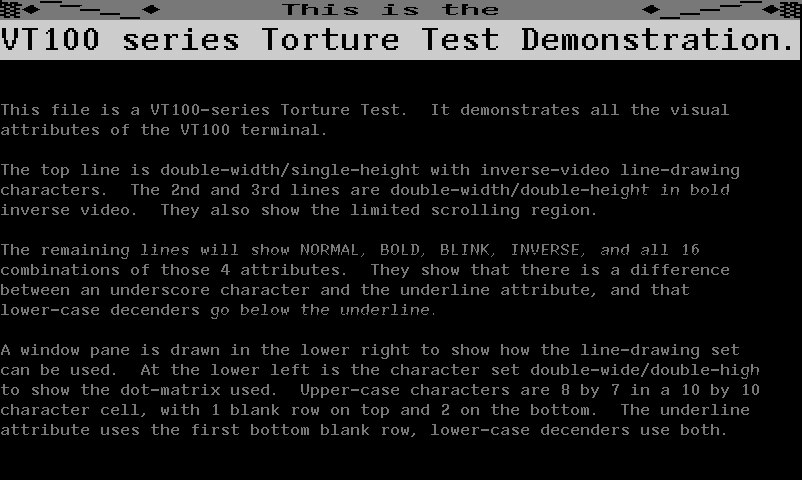 This is the
VT100 series Torture Test Demonstration.
This file is a VT100-series Torture Test.  It demonstrates all the visual
attributes of the VT100 terminal.
The top line is double-width/single-height with inverse-video line-drawing
characters.  The 2nd and 3rd lines are double-width/double-height in bold
inverse video.  They also show the limited scrolling region.
The remaining lines will show NORMAL, BOLD, BLINK, INVERSE, and all 16
combinations of those 4 attributes.  They show that there is a difference
between an underscore character and the underline attribute, and that
lower-case decenders go below the underline.
A window pane is drawn in the lower right to show how the line-drawing set
can be used.  At the lower left is the character set double-wide/double-high
to show the dot-matrix used.  Upper-case characters are 8 by 7 in a 10 by 10
character cell, with 1 blank row on top and 2 on the bottom.  The underline
attribute uses the first bottom blank row, lower-case decenders use both.